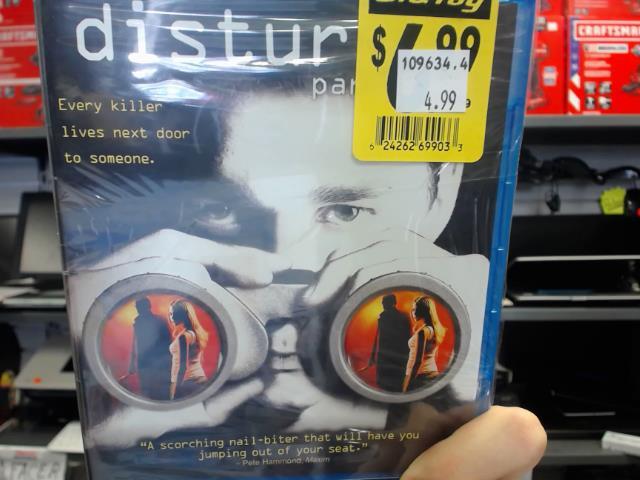 distur
par
Every killer
lives next door
to someone.
$6.99
109634.4
4.99
6 24262 69903 3
CRAFTSMAN
"A scorching nail-biter that will have you
jumping out of your seat."
- Pete Hammond, Maxim